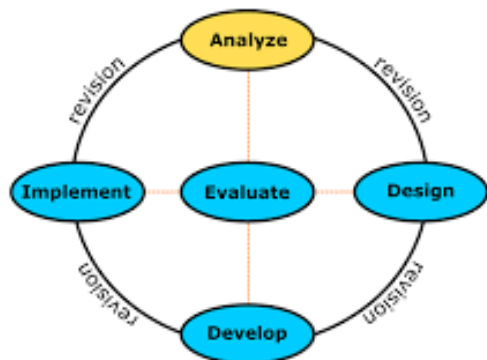 Analyze
revision
revision
Implement
Evaluate
Design
revision
revision
Develop